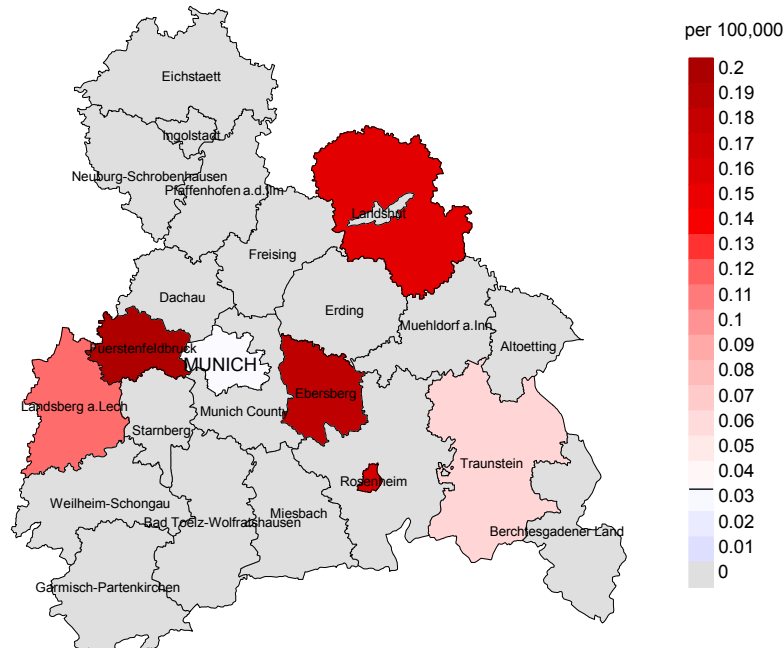 per 100,000
Eichstaett
Ingolstadt
Neuburg-Schrobenhausen
Pfaffenhofen a.d.Ilm
Landshut
Freising
Dachau
Erding
Muehldorf a.Inn
Altoetting
Fuerstenfeldbruck
MUNICH
Ebersberg
Landsberg a.Lech
Munich County
Starnberg
Traunstein
Rosenheim
Weilheim-Schongau
Miesbach
Bad Toelz-Wolfratshausen
Berchtesgadener Land
Garmisch-Partenkirchen
0.2
0.19
0.18
0.17
0.16
0.15
0.14
0.13
0.12
0.11
0.1
0.09
0.08
0.07
0.06
0.05
0.04
0.03
0.02
0.01
0